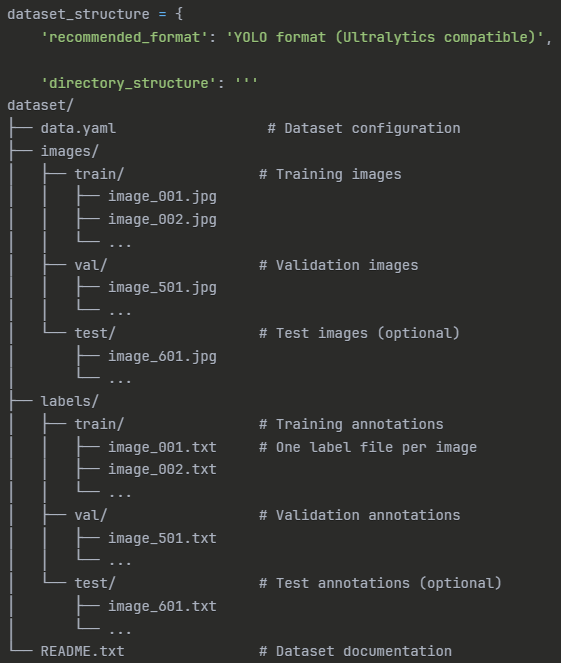 dataset_structure = {
    'recommended_format': 'YOLO format (Ultralytics compatible)',

    'directory_structure': '''
dataset/
├── data.yaml                  # Dataset configuration
├── images/
│   ├── train/                # Training images
│   │   ├── image_001.jpg
│   │   ├── image_002.jpg
│   │   └── ...
│   ├── val/                  # Validation images
│   │   ├── image_501.jpg
│   │   └── ...
│   └── test/                 # Test images (optional)
│       ├── image_601.jpg
│       └── ...
├── labels/
│   ├── train/                # Training annotations
│   │   ├── image_001.txt     # One label file per image
│   │   ├── image_002.txt
│   │   └── ...
│   ├── val/                  # Validation annotations
│   │   ├── image_501.txt
│   │   └── ...
│   └── test/                 # Test annotations (optional)
│       ├── image_601.txt
│       └── ...
└── README.txt                # Dataset documentation